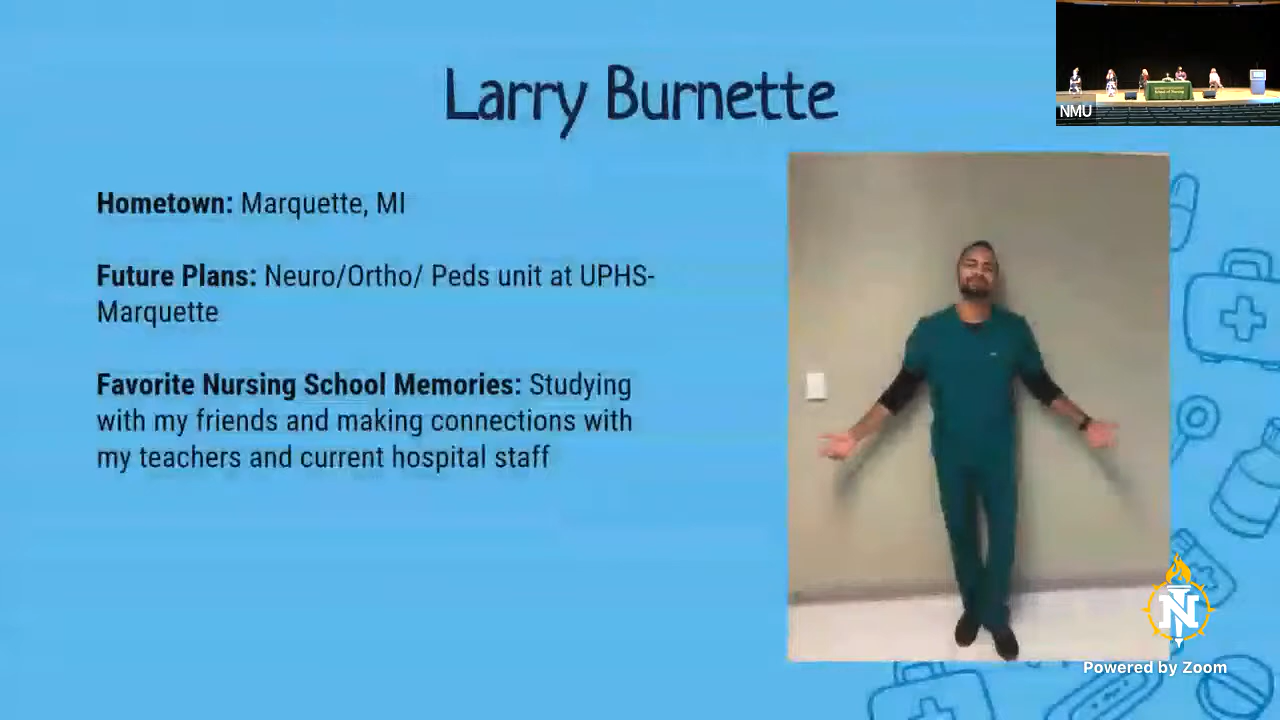 Larry Burnette
NMU
Hometown: Marquette, MI
Future Plans: Neuro/Ortho/ Peds unit at UPHS-
Marquette
Favorite Nursing School Memories: Studying
with my friends and making connections with
my teachers and current hospital staff
N
Powered by Zoom